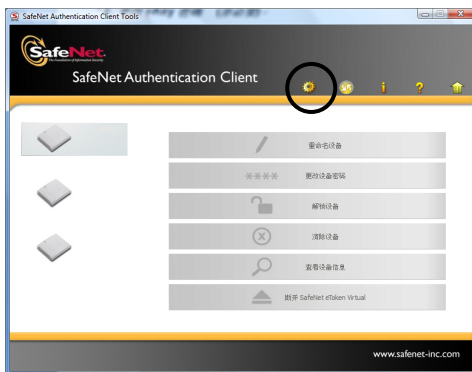 SafeNet Authentication Client Tools
SafeNet.
SafeNet Authentication Client
重命名设备
更改设备密码
解锁设备
清除设备
查看设备信息
断开 SafeNet eToken Virtual
www.safenet-inc.com